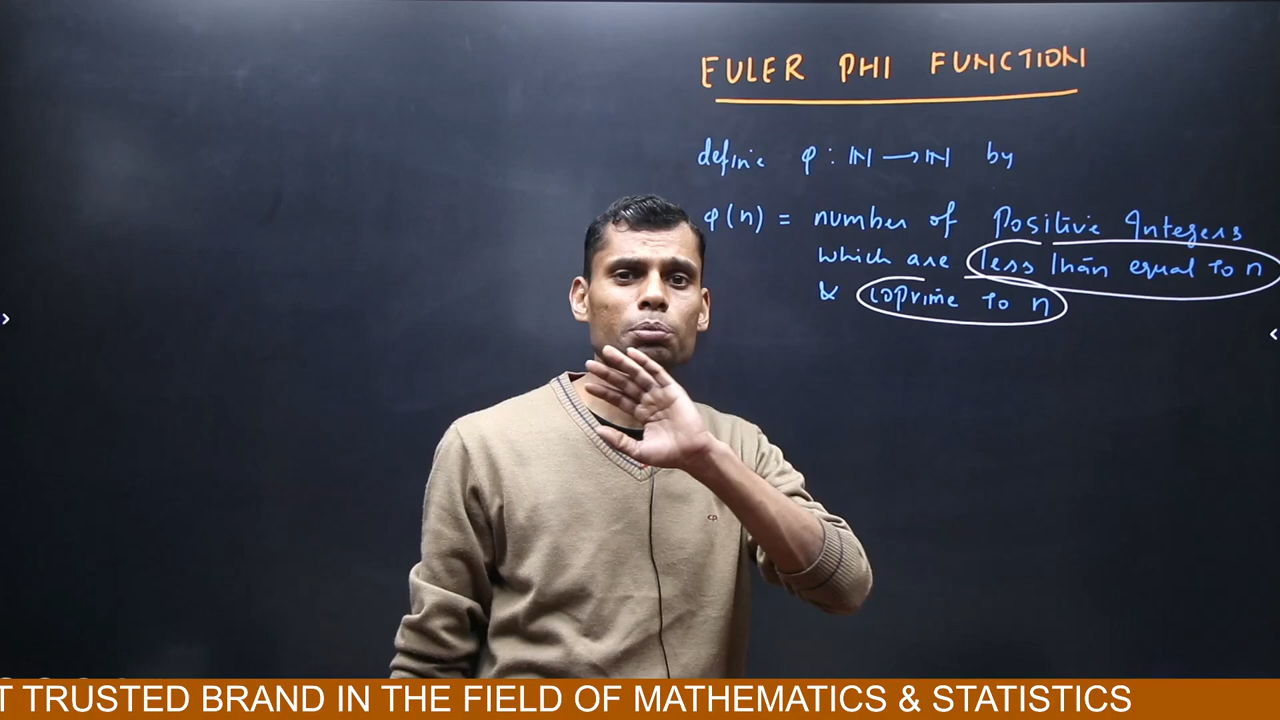 EULER PHI FUNCTION
define φ : ℕ → ℕ by
φ(n) = number of Positive Integers
which are less than equal to n
& coprime to n
T TRUSTED BRAND IN THE FIELD OF MATHEMATICS & STATISTICS